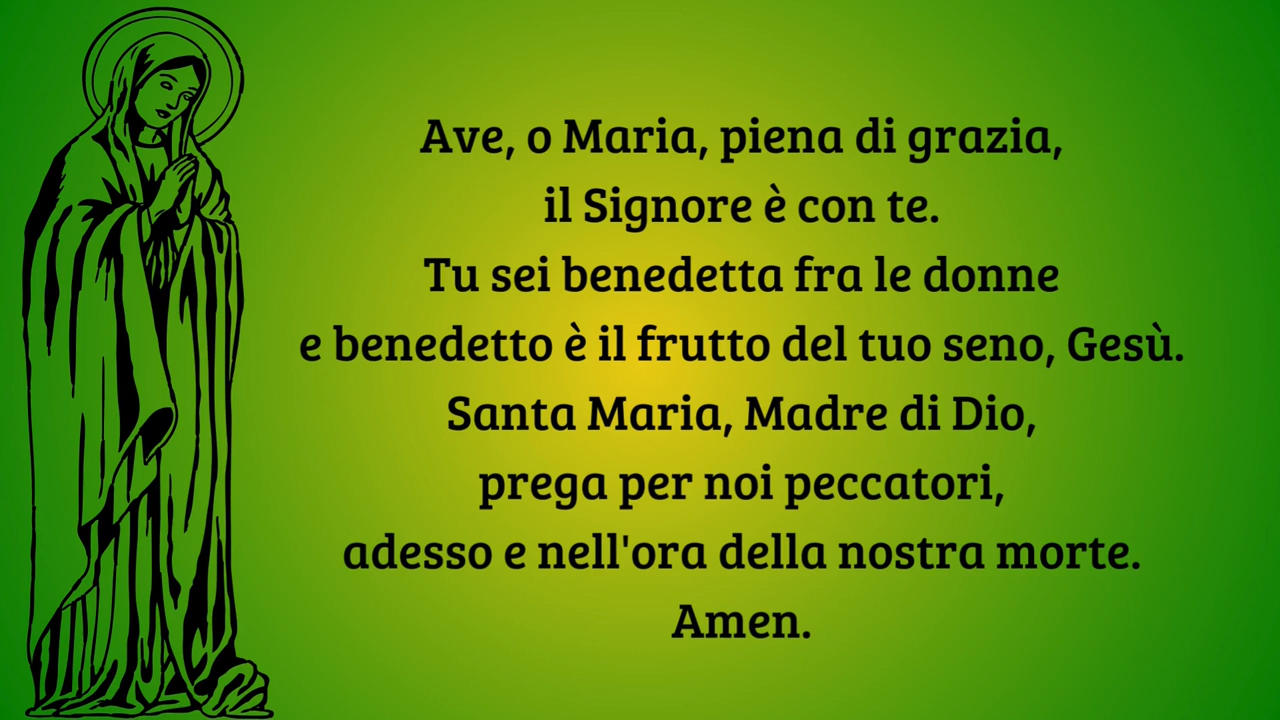 Ave, o Maria, piena di grazia,
il Signore è con te.
Tu sei benedetta fra le donne
e benedetto è il frutto del tuo seno, Gesù.
Santa Maria, Madre di Dio,
prega per noi peccatori,
adesso e nell'ora della nostra morte.
Amen.